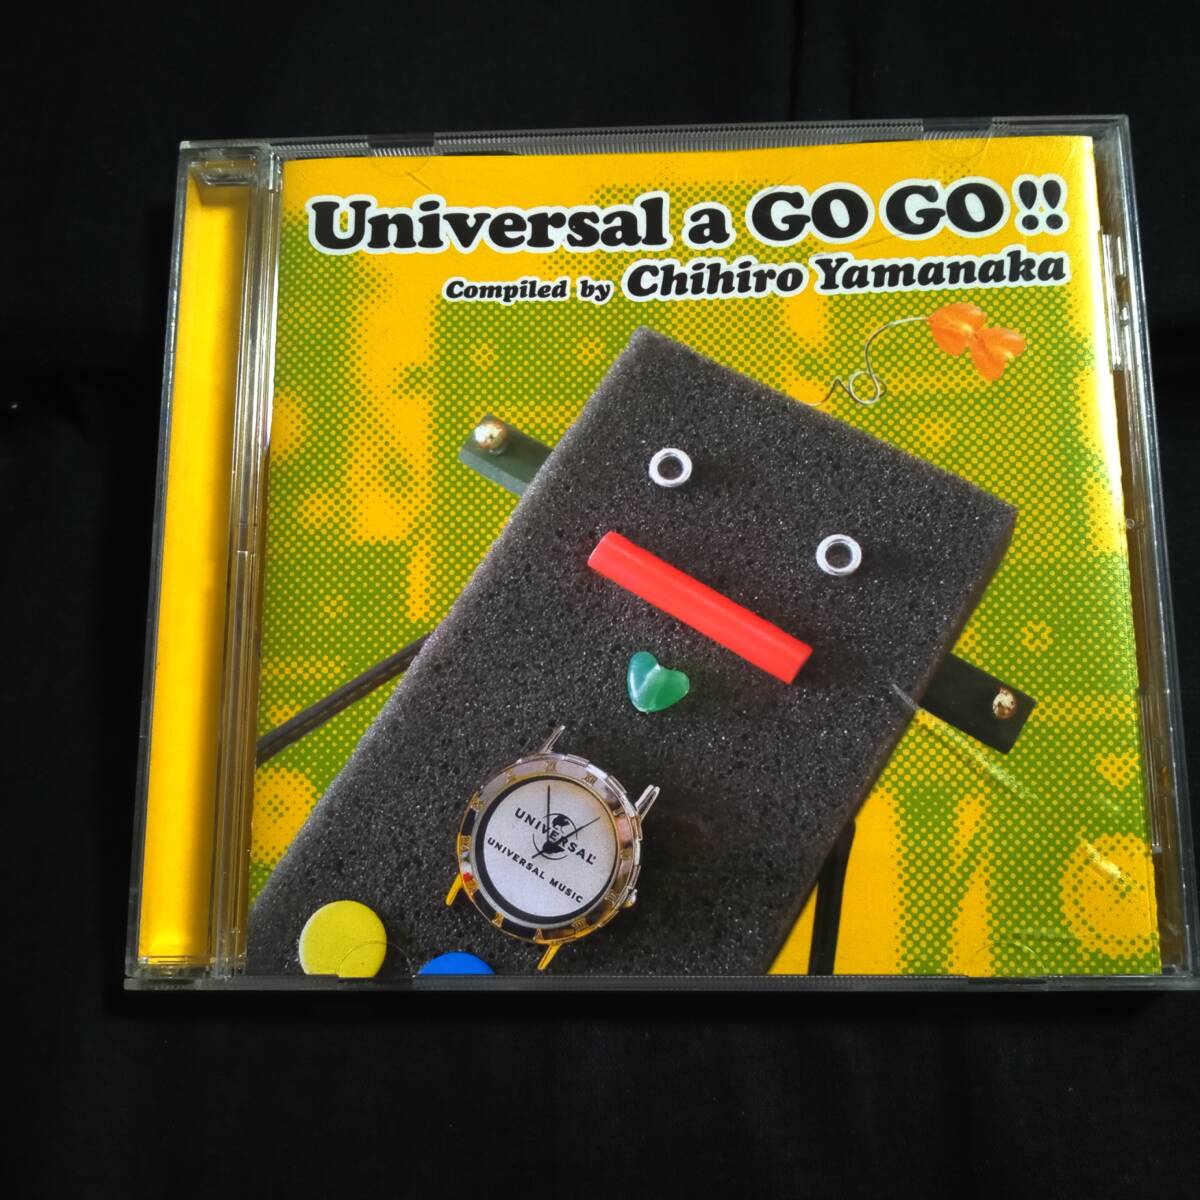 Universal a GO GO!!
Compiled by Chihiro Yamanaka
UNIVERSAL
UNIVERSAL MUSIC